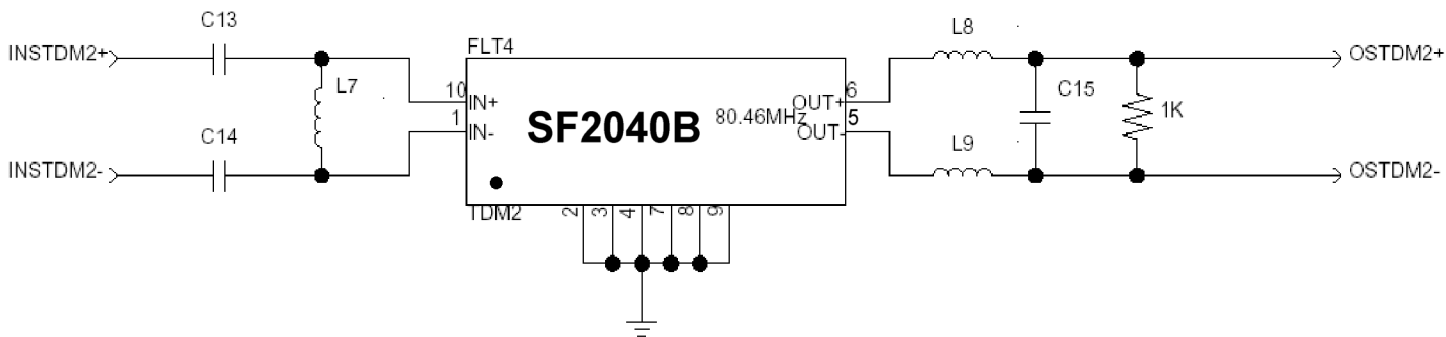 C13
L8
INSTDM2+
FLT4
OSTDM2+
L7
C15
10
IN+
OUT+
6
1K
1
IN-
SF2040B
80.46MHz
OUT-
5
C14
L9
INSTDM2-
OSTDM2-
TDM2
2
3
4
7
8
9